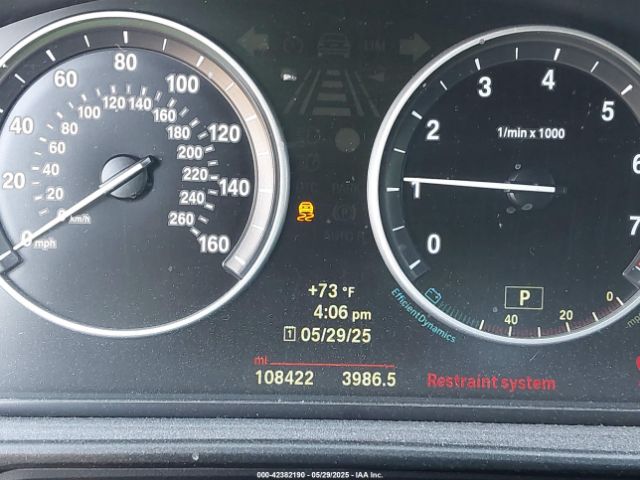 20 40 60 80 100 120 140 160
0 mph
20 40 60 80 100 120 140 160 180 200 220 240 260
0 km/h
LIM
0 1 2 3 4 5 6 7
1/min x 1000
P
EfficientDynamics
40 20 0
+73 °F
4:06 pm
1 05/29/25
mi
108422 3986.5
Restraint system
000-42382190 - 05/29/2025 - IAA Inc.